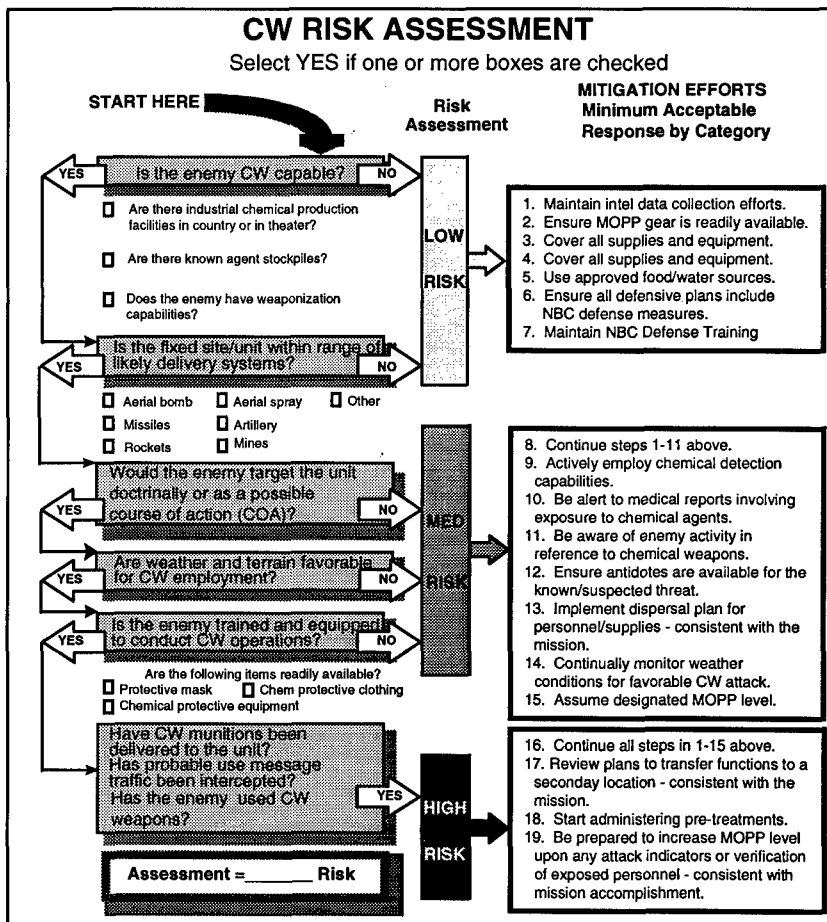 CW RISK ASSESSMENT
Select YES if one or more boxes are checked
START HERE
Risk
Assessment
MITIGATION EFFORTS
Minimum Acceptable
Response by Category
YES
Is the enemy CW capable?
NO
Are there industrial chemical production
facilities in country or in theater?
Are there known agent stockpiles?
Does the enemy have weaponization
capabilities?
LOW
RISK
1. Maintain intel data collection efforts.
2. Ensure MOPP gear is readily available.
3. Cover all supplies and equipment.
4. Cover all supplies and equipment.
5. Use approved food/water sources.
6. Ensure all defensive plans include
NBC defense measures.
7. Maintain NBC Defense Training
YES
Is the fixed site/unit within range of
likely delivery systems?
NO
Aerial bomb
Aerial spray
Other
Missiles
Artillery
Rockets
Mines
Would the enemy target the unit
doctrinally or as a possible
course of action (COA)?
YES
NO
Are weather and terrain favorable
for CW employment?
YES
NO
Is the enemy trained and equipped
to conduct CW operations?
YES
NO
MED
RISK
8. Continue steps 1-11 above.
9. Actively employ chemical detection
capabilities.
10. Be alert to medical reports involving
exposure to chemical agents.
11. Be aware of enemy activity in
reference to chemical weapons.
12. Ensure antidotes are available for the
known/suspected threat.
13. Implement dispersal plan for
personnel/supplies - consistent with the
mission.
14. Continually monitor weather
conditions for favorable CW attack.
15. Assume designated MOPP level.
Are the following items readily available?
Protective mask
Chem protective clothing
Chemical protective equipment
Have CW munitions been
delivered to the unit?
Has probable use message
traffic been intercepted?
Has the enemy used CW
weapons?
YES
HIGH
RISK
16. Continue all steps in 1-15 above.
17. Review plans to transfer functions to a
seconday location - consistent with the
mission.
18. Start administering pre-treatments.
19. Be prepared to increase MOPP level
upon any attack indicators or verification
of exposed personnel - consistent with
mission accomplishment.
Assessment =______ Risk